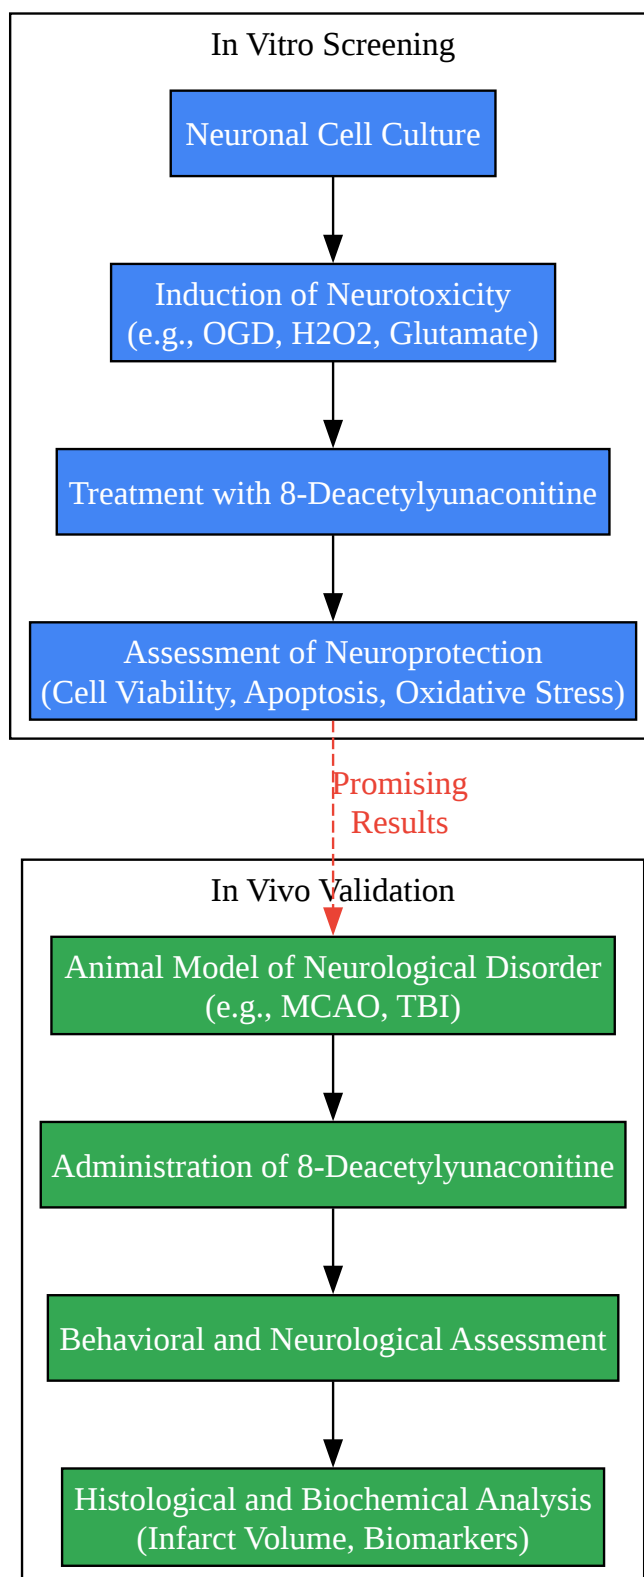 In Vitro Screening
Neuronal Cell Culture
Induction of Neurotoxicity
(e.g., OGD, H2O2, Glutamate)
Treatment with 8-Deacetylyunaconitine
Assessment of Neuroprotection
(Cell Viability, Apoptosis, Oxidative Stress)
Promising
Results
In Vivo Validation
Animal Model of Neurological Disorder
(e.g., MCAO, TBI)
Administration of 8-Deacetylyunaconitine
Behavioral and Neurological Assessment
Histological and Biochemical Analysis
(Infarct Volume, Biomarkers)